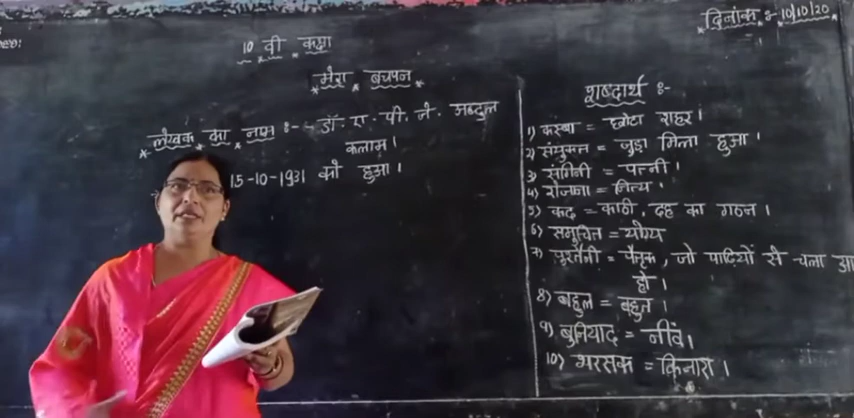 दिनांक :- 10/10/20
10 वी कक्षा
मेरा बचपन
लेखक का नाम :- डॉ. ए. पी. जे. अब्दुल
कलाम।
15-10-1931 को हुआ।
शब्दार्थ :-
1) कस्बा = छोटा शहर।
2) संयुक्त = जुड़ा मिला हुआ।
3) संगिनी = पत्नी।
4) रोजाना = नित्य।
5) कद = काठी, देह का गठन।
6) समुचित = योग्य
7) पुश्तैनी = पैतृक, जो पीढियों से चला आ
हो।
8) बहुल = बहुत।
9) बुनियाद = नीवं।
10) भरसक = किनारा।